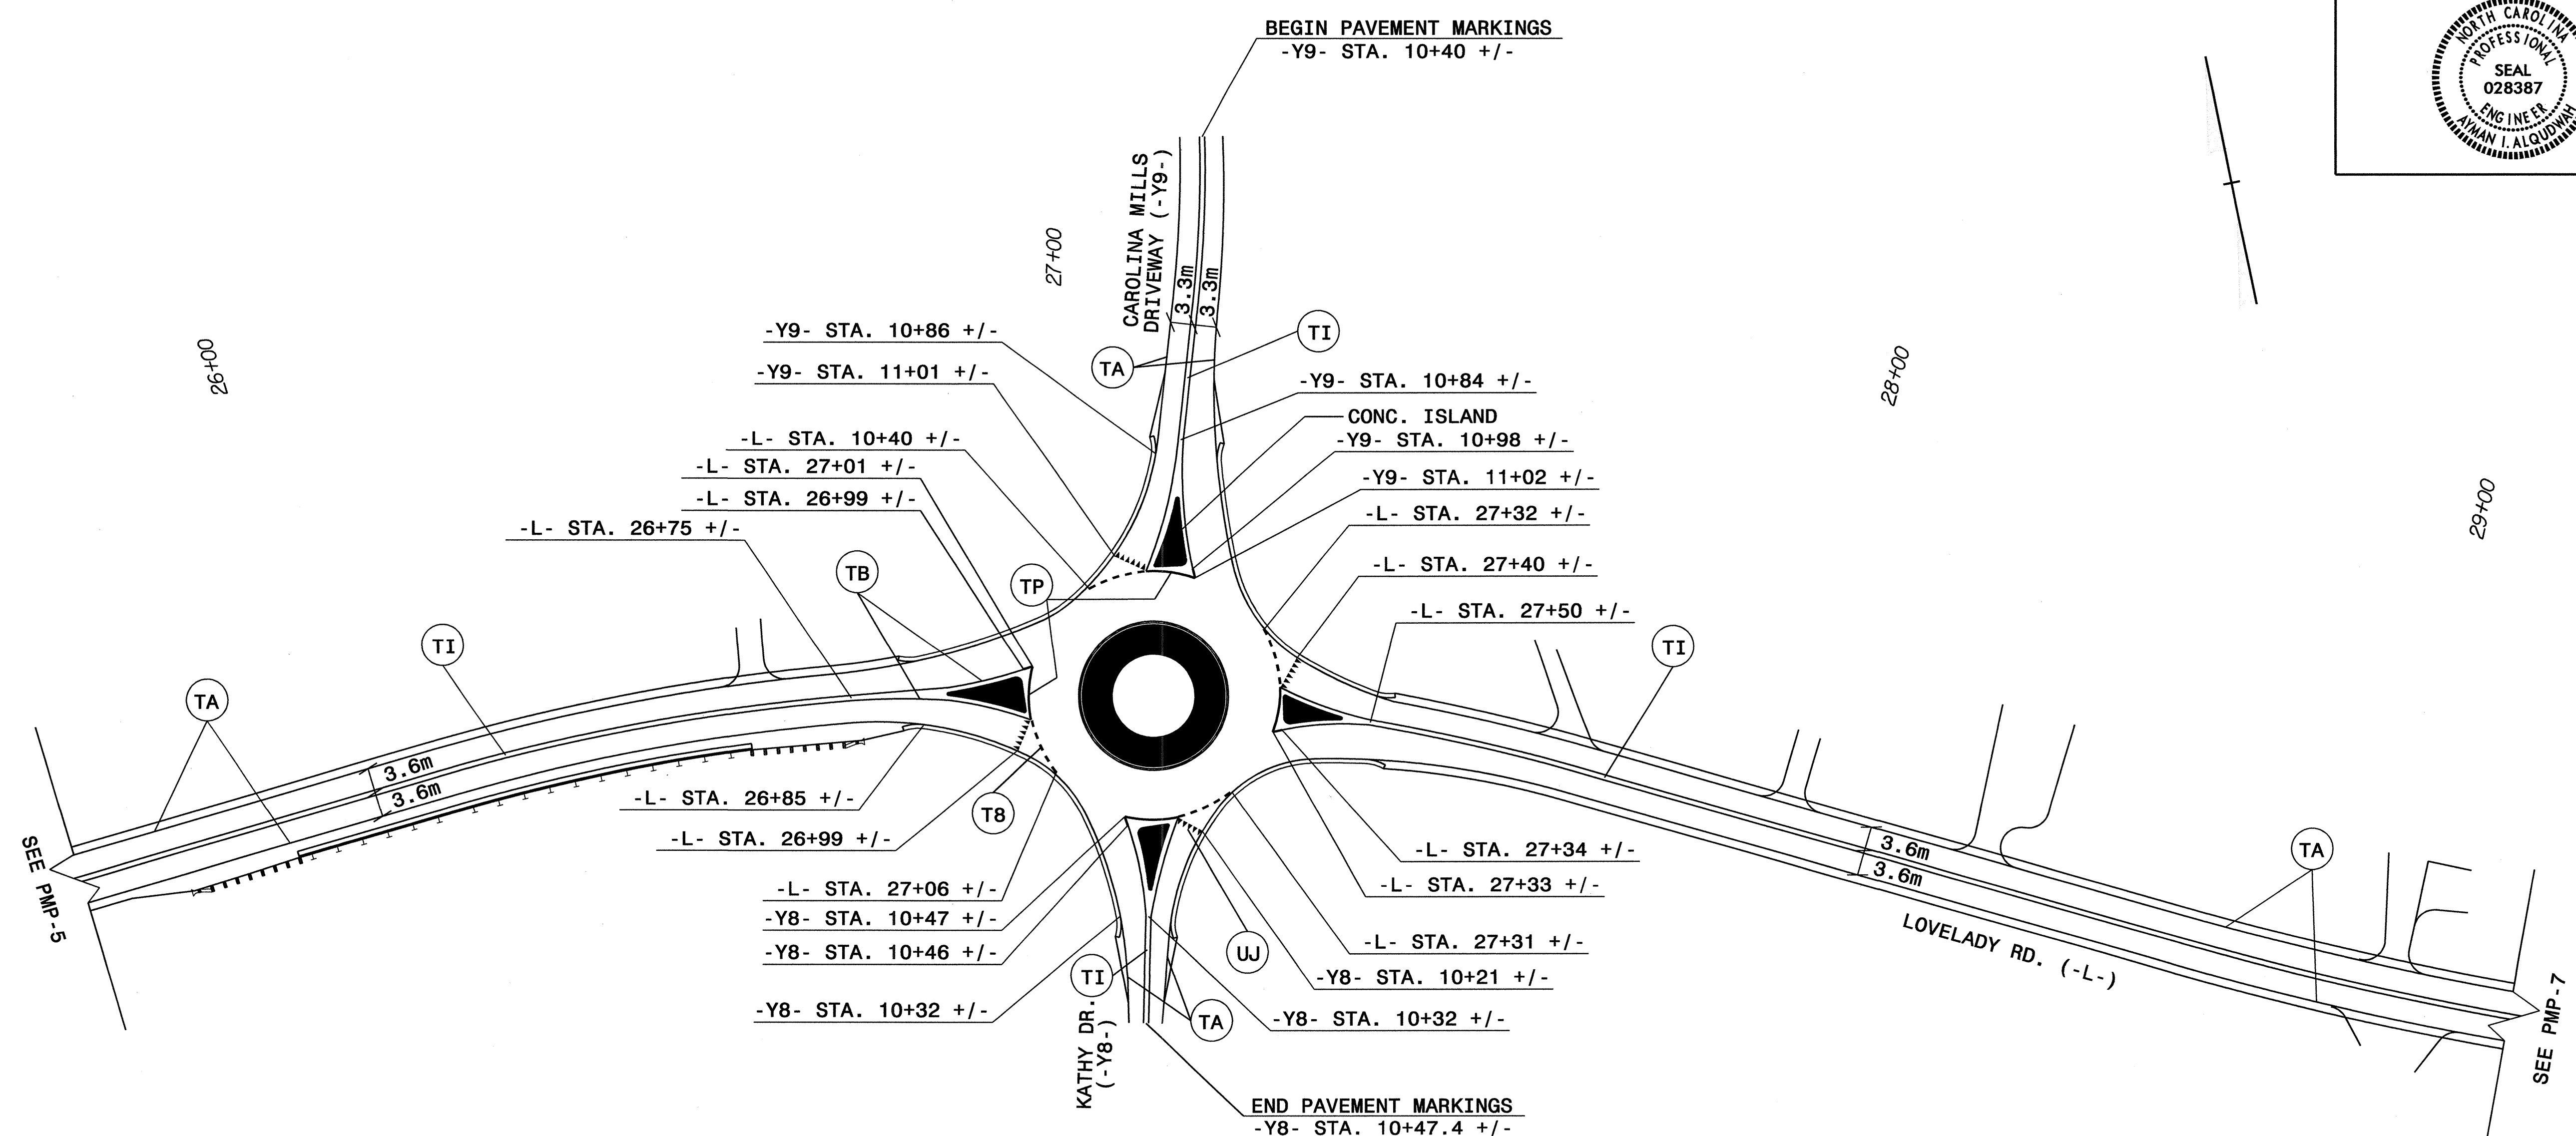 BEGIN PAVEMENT MARKINGS
-Y9- STA. 10+40 +/-
NORTH CAROLINA
PROFESSIONAL
SEAL
028387
ENGINEER
AYMAN I. ALQUDWAH
CAROLINA MILLS
DRIVEWAY (-Y9-)
26+00
27+00
28+00
29+00
3.3m
3.3m
-Y9- STA. 10+86 +/-
TI
-Y9- STA. 11+01 +/-
TA
-Y9- STA. 10+84 +/-
CONC. ISLAND
-L- STA. 10+40 +/-
-Y9- STA. 10+98 +/-
-L- STA. 27+01 +/-
-Y9- STA. 11+02 +/-
-L- STA. 26+99 +/-
-L- STA. 27+32 +/-
-L- STA. 26+75 +/-
-L- STA. 27+40 +/-
TB
TP
-L- STA. 27+50 +/-
TI
TI
TA
3.6m
3.6m
-L- STA. 26+85 +/-
T8
-L- STA. 26+99 +/-
-L- STA. 27+34 +/-
-L- STA. 27+33 +/-
3.6m
3.6m
TA
SEE PMP-5
-L- STA. 27+06 +/-
-Y8- STA. 10+47 +/-
-Y8- STA. 10+46 +/-
UJ
-L- STA. 27+31 +/-
LOVELADY RD. (-L-)
TI
-Y8- STA. 10+21 +/-
-Y8- STA. 10+32 +/-
TA
-Y8- STA. 10+32 +/-
KATHY DR.
(-Y8-)
SEE PMP-7
END PAVEMENT MARKINGS
-Y8- STA. 10+47.4 +/-